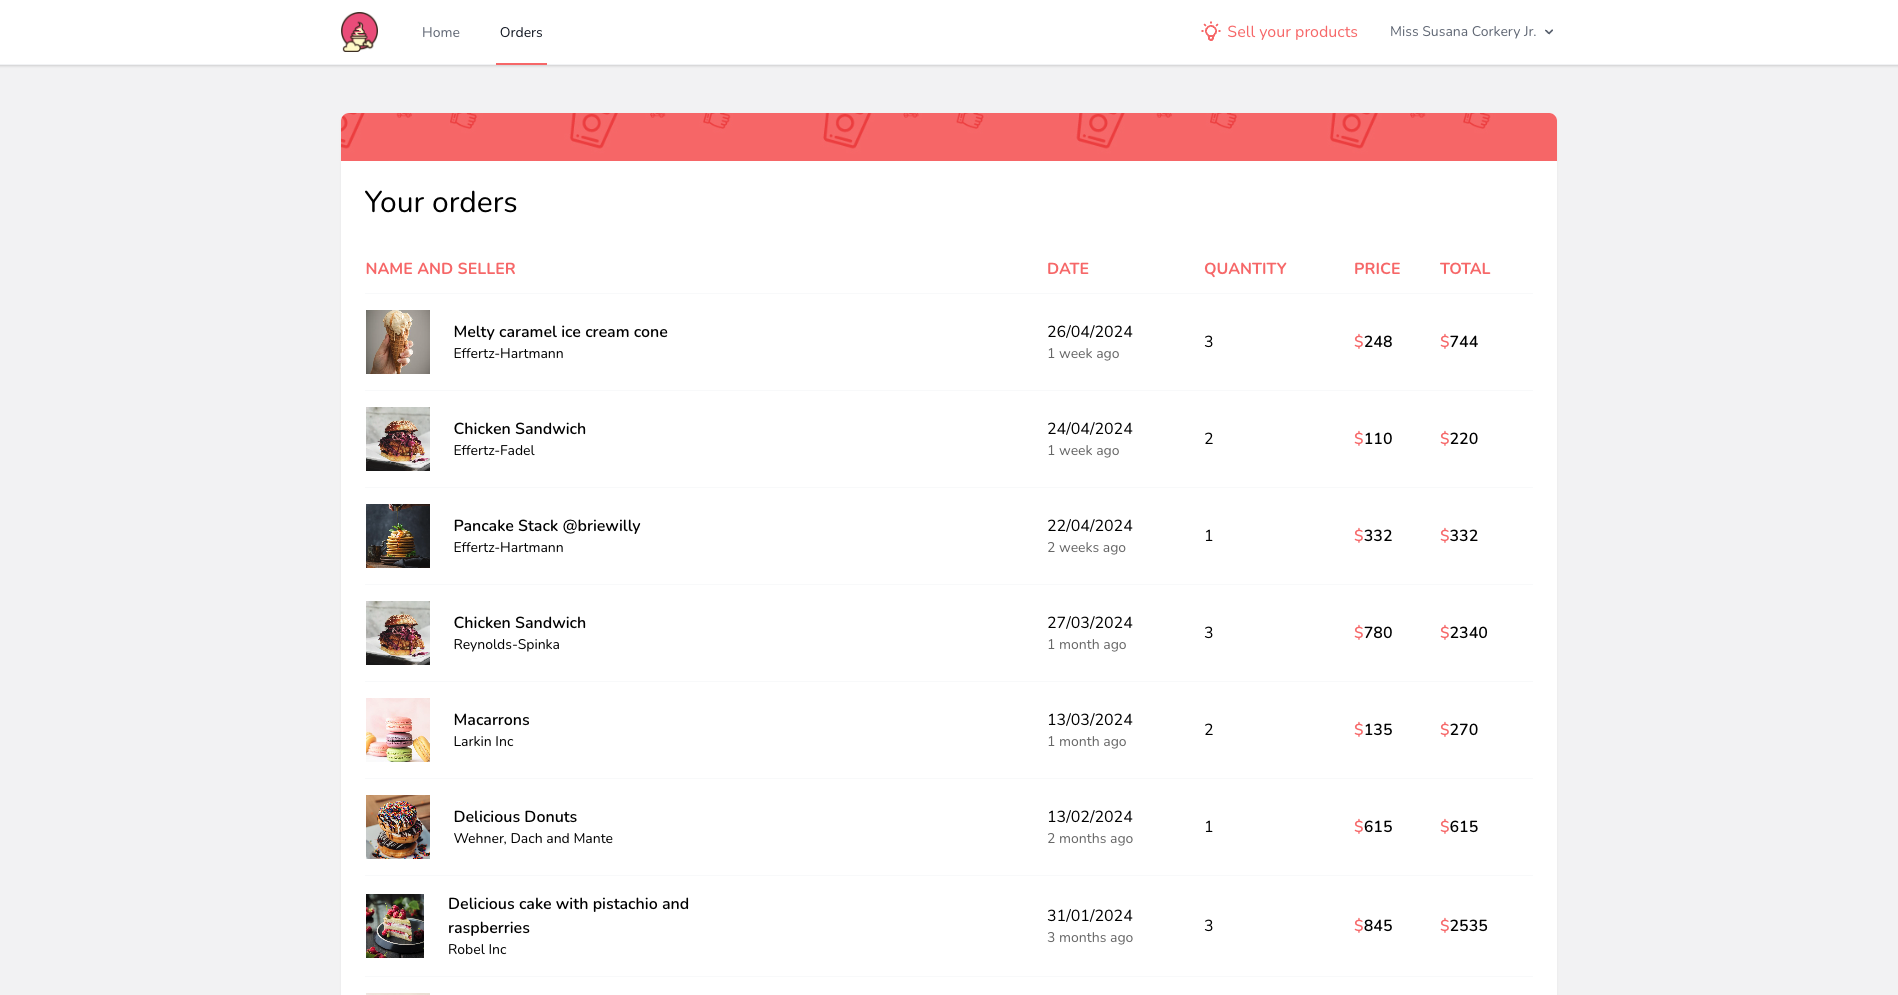 Home
Orders
Sell your products
Miss Susana Corkery Jr.
Your orders
NAME AND SELLER
DATE
QUANTITY
PRICE
TOTAL
Melty caramel ice cream cone
Effertz-Hartmann
26/04/2024
1 week ago
3
$248
$744
Chicken Sandwich
Effertz-Fadel
24/04/2024
1 week ago
2
$110
$220
Pancake Stack @briewilly
Effertz-Hartmann
22/04/2024
2 weeks ago
1
$332
$332
Chicken Sandwich
Reynolds-Spinka
27/03/2024
1 month ago
3
$780
$2340
Macarrons
Larkin Inc
13/03/2024
1 month ago
2
$135
$270
Delicious Donuts
Wehner, Dach and Mante
13/02/2024
2 months ago
1
$615
$615
Delicious cake with pistachio and
raspberries
Robel Inc
31/01/2024
3 months ago
3
$845
$2535